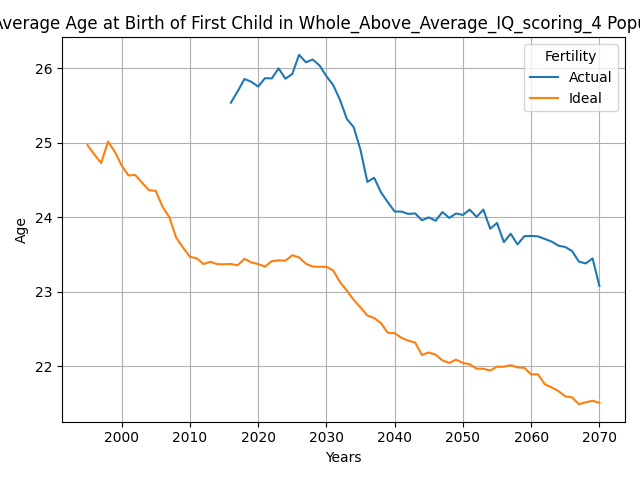 Average Age at Birth of First Child in Whole_Above_Average_IQ_scoring_4 Popu
Fertility
Actual
Ideal
26
25
24
23
22
Age
2000 2010 2020 2030 2040 2050 2060 2070
Years